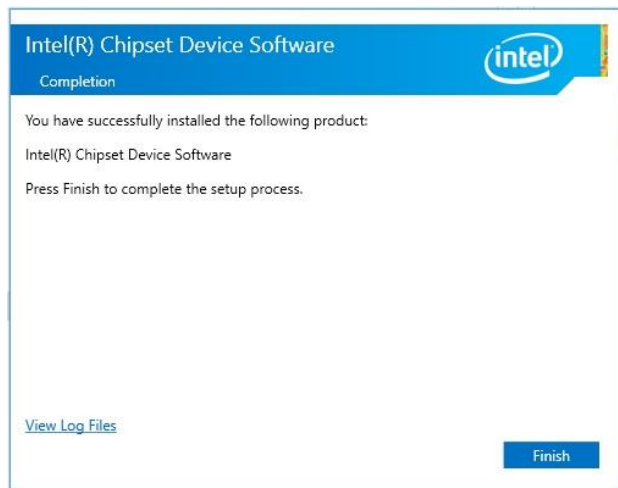 Intel(R) Chipset Device Software
intel
Completion
You have successfully installed the following product:
Intel(R) Chipset Device Software
Press Finish to complete the setup process.
View Log Files
Finish